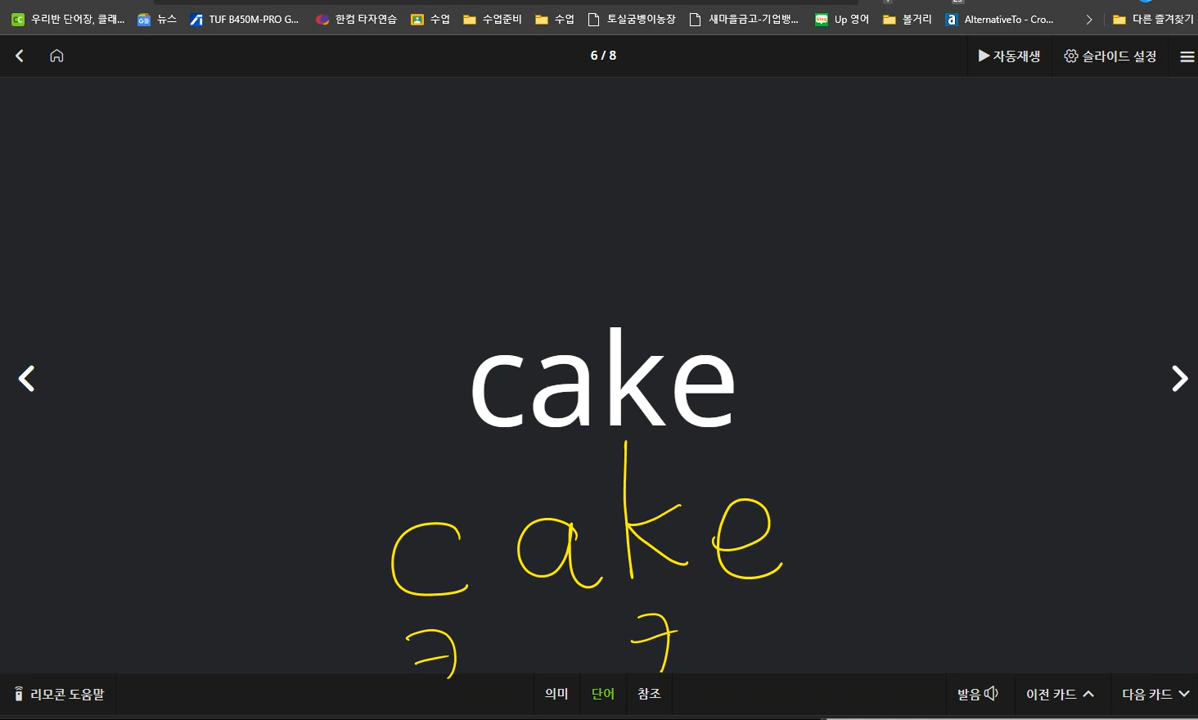 우리반 단어장, 클래... 뉴스 TUF B450M-PRO G... 한컴 타자연습 수업 수업준비 수업 토실굼벵이농장 새마을금고-기업뱅... Up 영어 볼거리 AlternativeTo - Cro... 다른 즐겨찾기
6 / 8 자동재생 슬라이드 설정
cake
cake
ㅋ ㅋ
리모콘 도움말 의미 단어 참조 발음 이전 카드 다음 카드